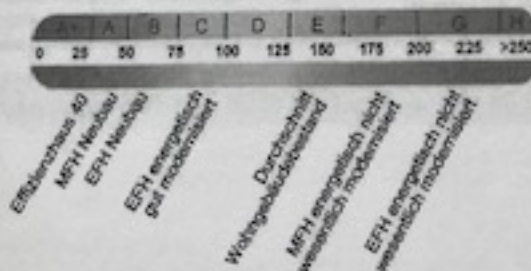 A+ A B C D E F G H
0 25 50 75 100 125 150 175 200 225 >250
Effizienzhaus 40
MFH Neubau
EFH Neubau
EFH energetisch
gut modernisiert
Durchschnitt
Wohngebäudebestand
MFH energetisch nicht
wesentlich modernisiert
EFH energetisch nicht
wesentlich modernisiert